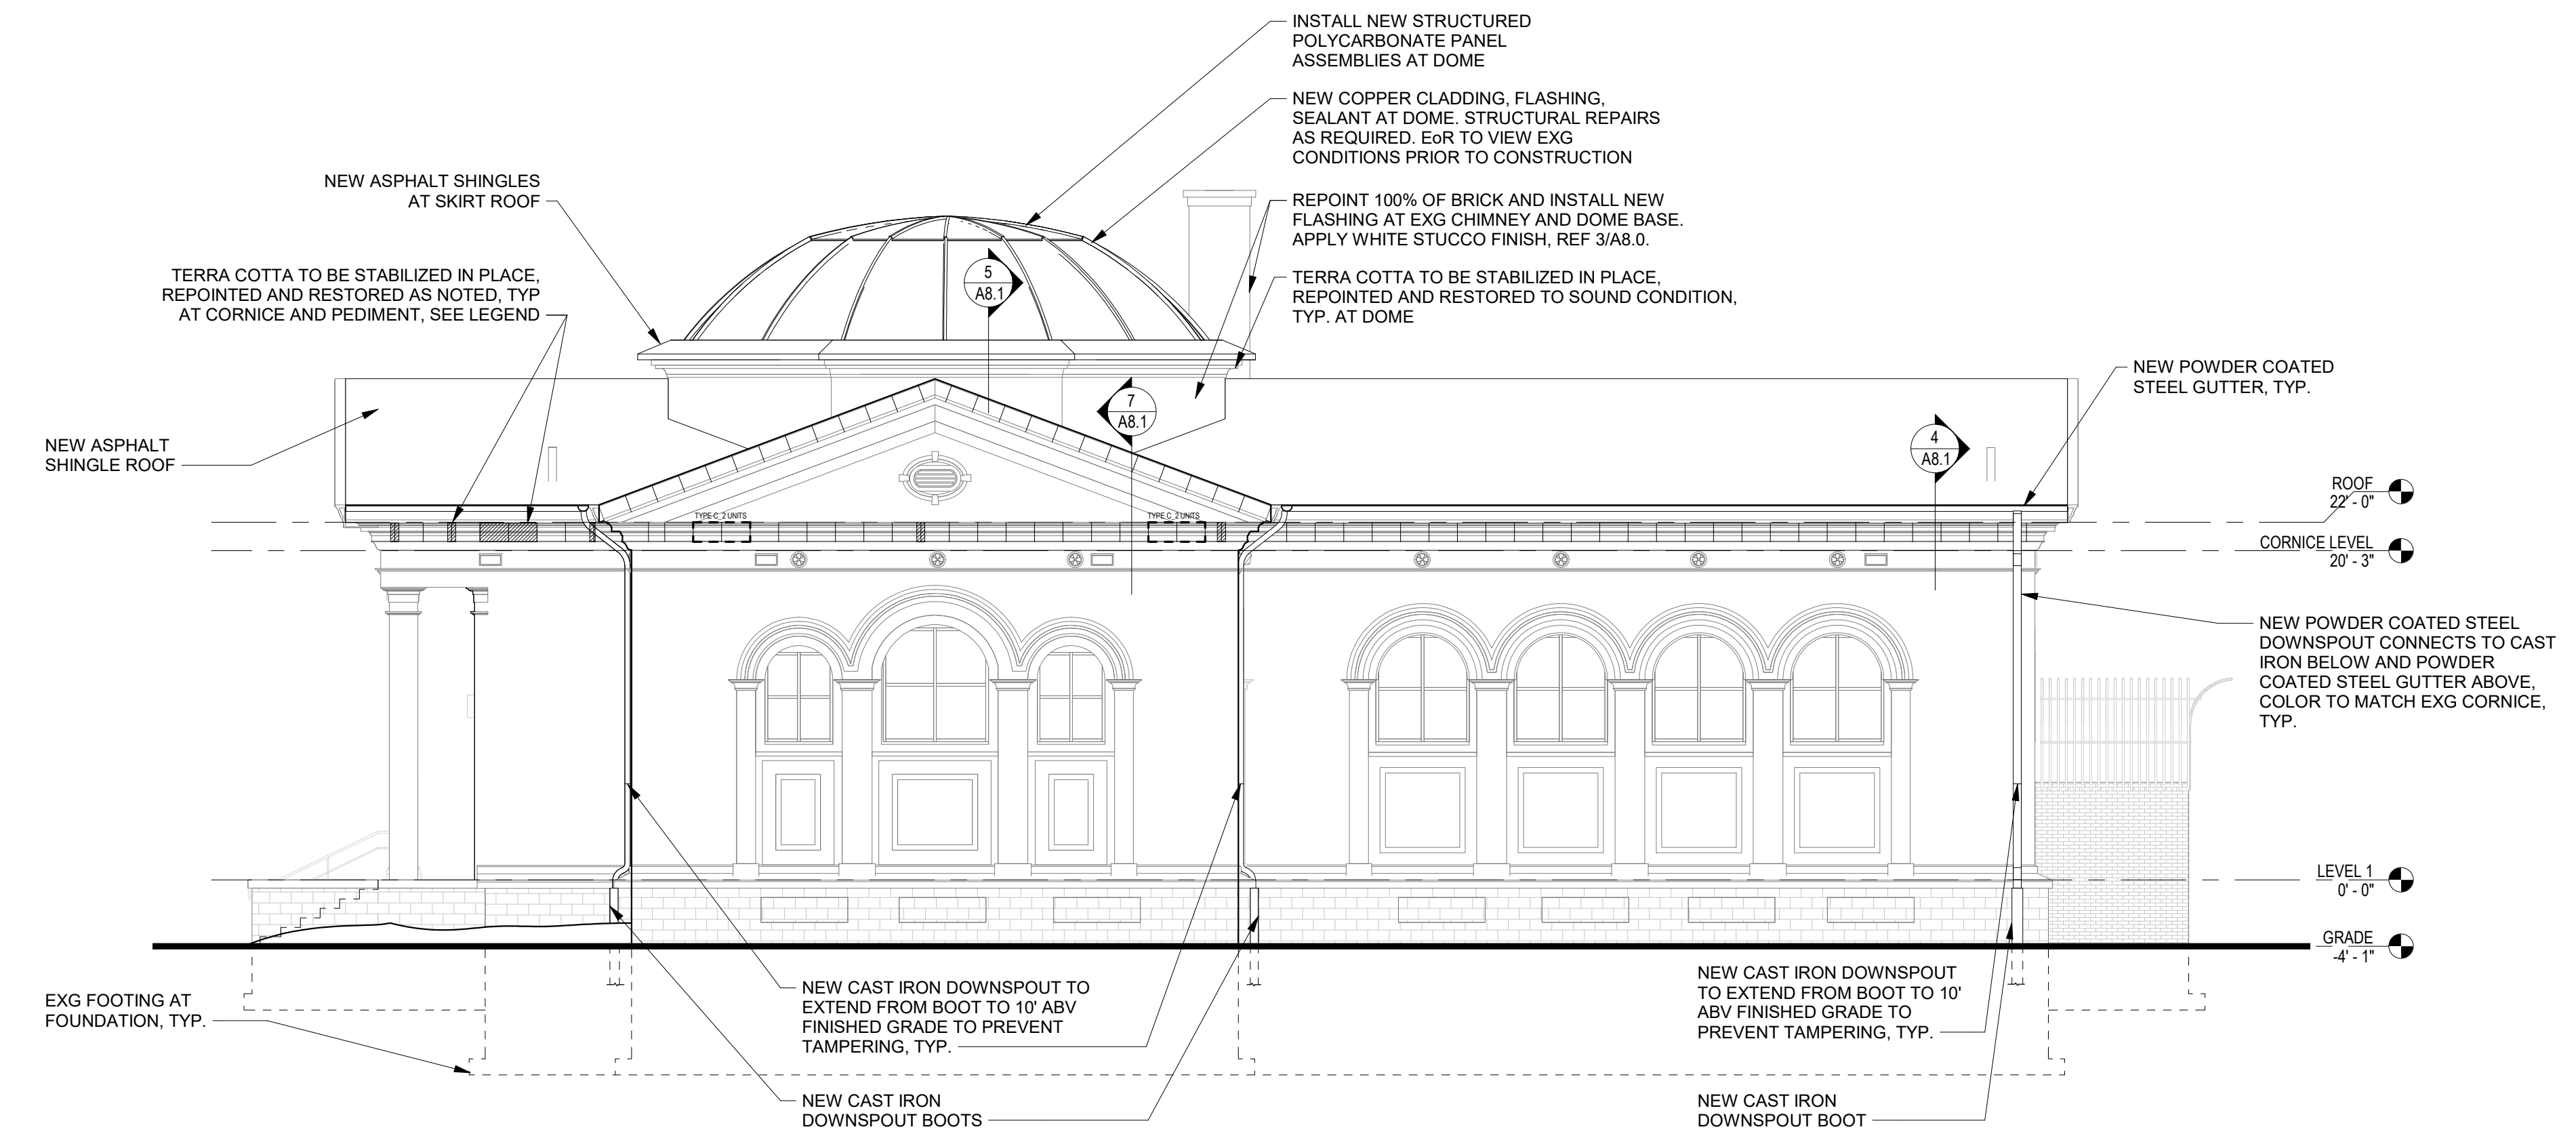 INSTALL NEW STRUCTURED
POLYCARBONATE PANEL
ASSEMBLIES AT DOME
NEW COPPER CLADDING, FLASHING,
SEALANT AT DOME. STRUCTURAL REPAIRS
AS REQUIRED. EoR TO VIEW EXG
CONDITIONS PRIOR TO CONSTRUCTION
NEW ASPHALT SHINGLES
AT SKIRT ROOF
REPOINT 100% OF BRICK AND INSTALL NEW
FLASHING AT EXG CHIMNEY AND DOME BASE.
APPLY WHITE STUCCO FINISH, REF 3/A8.0.
TERRA COTTA TO BE STABILIZED IN PLACE,
REPOINTED AND RESTORED AS NOTED, TYP
AT CORNICE AND PEDIMENT, SEE LEGEND
5
A8.1
TERRA COTTA TO BE STABILIZED IN PLACE,
REPOINTED AND RESTORED TO SOUND CONDITION,
TYP. AT DOME
NEW POWDER COATED
STEEL GUTTER, TYP.
7
A8.1
4
A8.1
NEW ASPHALT
SHINGLE ROOF
ROOF
22' - 0"
TYPE C_2 UNITS
TYPE C_2 UNITS
CORNICE LEVEL
20' - 3"
NEW POWDER COATED STEEL
DOWNSPOUT CONNECTS TO CAST
IRON BELOW AND POWDER
COATED STEEL GUTTER ABOVE,
COLOR TO MATCH EXG CORNICE,
TYP.
LEVEL 1
0' - 0"
GRADE
-4' - 1"
EXG FOOTING AT
FOUNDATION, TYP.
NEW CAST IRON DOWNSPOUT TO
EXTEND FROM BOOT TO 10' ABV
FINISHED GRADE TO PREVENT
TAMPERING, TYP.
NEW CAST IRON DOWNSPOUT
TO EXTEND FROM BOOT TO 10'
ABV FINISHED GRADE TO
PREVENT TAMPERING, TYP.
NEW CAST IRON
DOWNSPOUT BOOTS
NEW CAST IRON
DOWNSPOUT BOOT